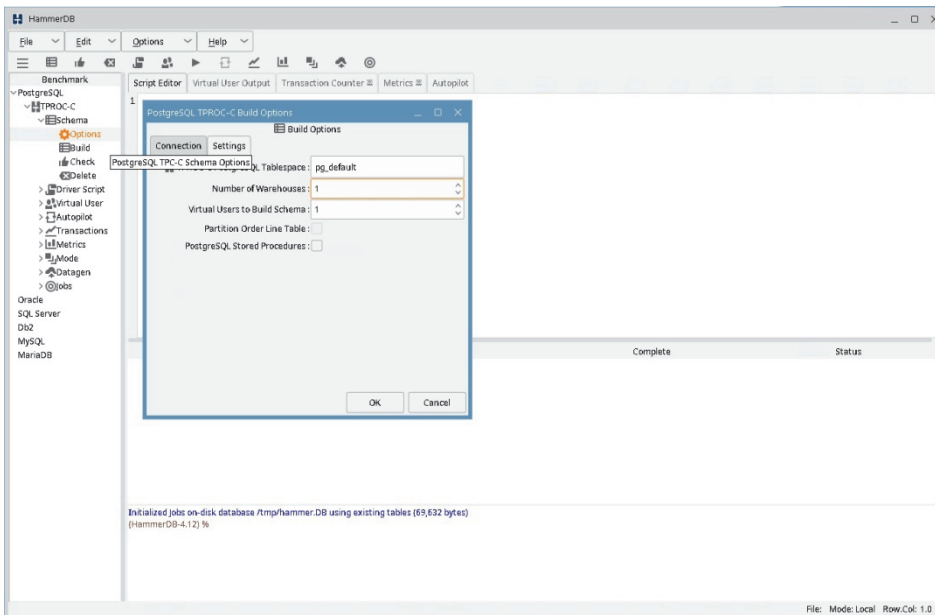 HammerDB
File Edit Options Help
Benchmark
PostgreSQL
TPROC-C
Schema
Options
Build
Check
Delete
Driver Script
Virtual User
Autopilot
Transactions
Metrics
Mode
Datagen
Jobs
Oracle
SQL Server
Db2
MySQL
MariaDB
PostgreSQL TPC-C Schema Options
Script Editor Virtual User Output Transaction Counter Metrics Autopilot
1
PostgreSQL TPROC-C Build Options
Build Options
Connection Settings
Tablespace : pg_default
Number of Warehouses : 1
Virtual Users to Build Schema : 1
Partition Order Line Table :
PostgreSQL Stored Procedures :
OK Cancel
Complete Status
Initialized Jobs on-disk database /tmp/hammer.DB using existing tables (69,632 bytes)
(HammerDB-4.12) %
File: Mode: Local Row.Col: 1.0